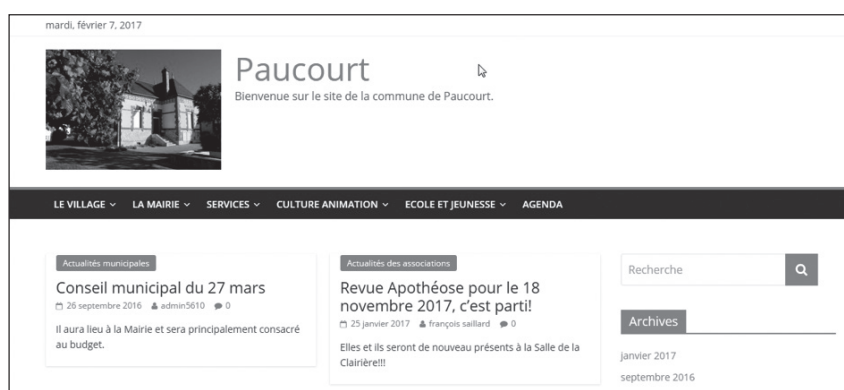 mardi, février 7, 2017
Paucourt
Bienvenue sur le site de la commune de Paucourt.
LE VILLAGE LA MAIRIE SERVICES CULTURE ANIMATION ECOLE ET JEUNESSE AGENDA
Actualités municipales
Conseil municipal du 27 mars
26 septembre 2016 admin5610 0
Il aura lieu à la Mairie et sera principalement consacré
au budget.
Actualités des associations
Revue Apothéose pour le 18
novembre 2017, c’est parti!
25 janvier 2017 françois saillard 0
Elles et ils seront de nouveau présents à la Salle de la
Clairière!!!
Recherche
Archives
janvier 2017
septembre 2016